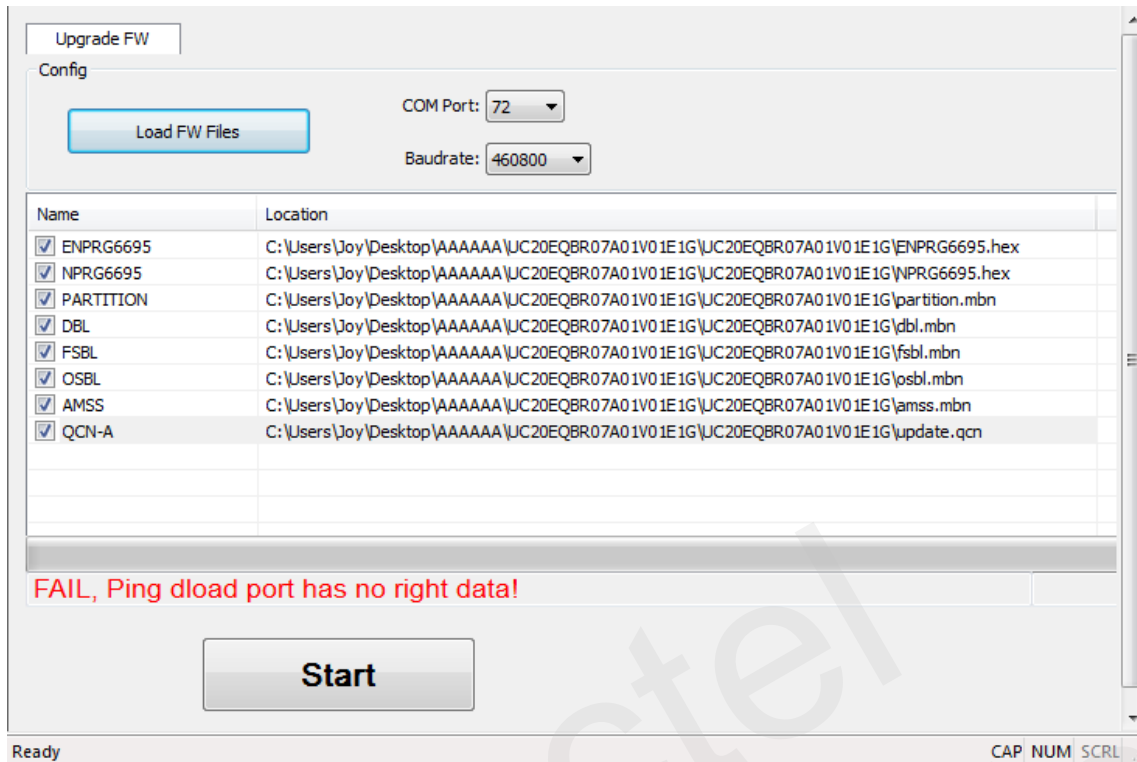 Upgrade FW
Config
Load FW Files
COM Port: 72
Baudrate: 460800
Name Location
ENPRG6695 C:\Users\Joy\Desktop\AAAAAA\UC20EQBR07A01V01E1G\UC20EQBR07A01V01E1G\ENPRG6695.hex
NPRG6695 C:\Users\Joy\Desktop\AAAAAA\UC20EQBR07A01V01E1G\UC20EQBR07A01V01E1G\NPRG6695.hex
PARTITION C:\Users\Joy\Desktop\AAAAAA\UC20EQBR07A01V01E1G\UC20EQBR07A01V01E1G\partition.mbn
DBL C:\Users\Joy\Desktop\AAAAAA\UC20EQBR07A01V01E1G\UC20EQBR07A01V01E1G\dbl.mbn
FSBL C:\Users\Joy\Desktop\AAAAAA\UC20EQBR07A01V01E1G\UC20EQBR07A01V01E1G\fsbl.mbn
OSBL C:\Users\Joy\Desktop\AAAAAA\UC20EQBR07A01V01E1G\UC20EQBR07A01V01E1G\osbl.mbn
AMSS C:\Users\Joy\Desktop\AAAAAA\UC20EQBR07A01V01E1G\UC20EQBR07A01V01E1G\amss.mbn
QCN-A C:\Users\Joy\Desktop\AAAAAA\UC20EQBR07A01V01E1G\UC20EQBR07A01V01E1G\update.qcn
FAIL, Ping dload port has no right data!
Start
Ready CAP NUM SCRL